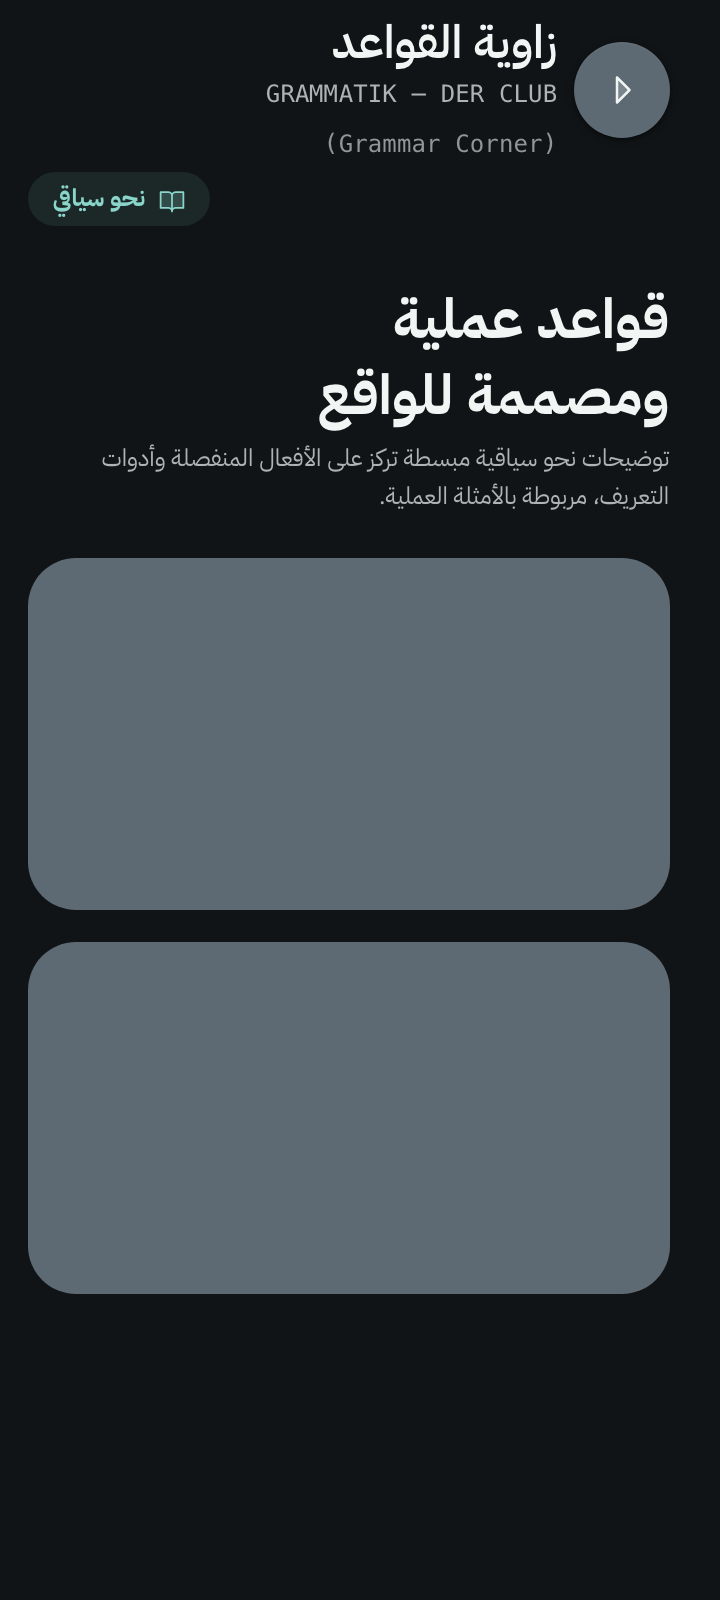 زاوية القواعد
GRAMMATIK — DER CLUB
(Grammar Corner)
نحو سياقي
قواعد عملية
ومصممة للواقع
توضيحات نحو سياقية مبسطة تركز على الأفعال المنفصلة وأدوات
التعريف، مربوطة بالأمثلة العملية.